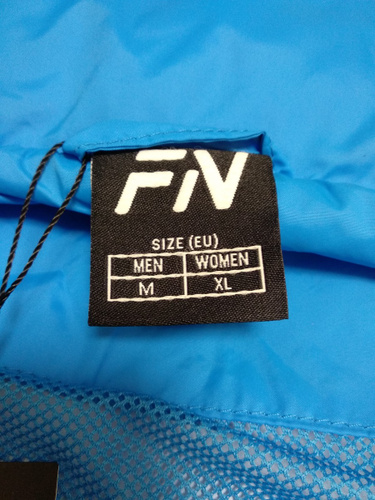 FN
SIZE (EU)
MEN WOMEN
M XL